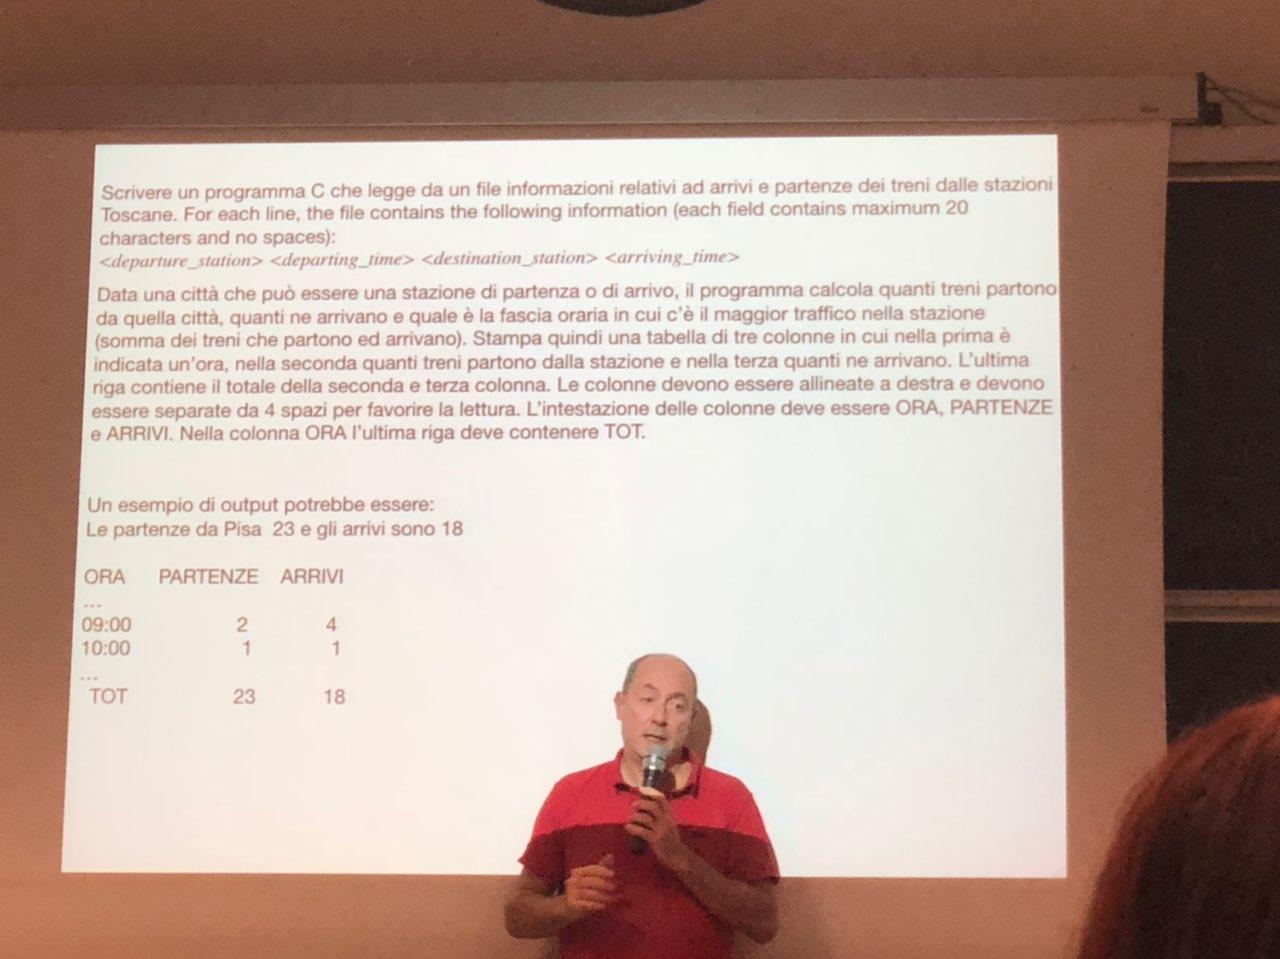 Scrivere un programma C che legge da un file informazioni relativi ad arrivi e partenze dei treni dalle stazioni
Toscane. For each line, the file contains the following information (each field contains maximum 20
characters and no spaces):
<departure_station> <departing_time> <destination_station> <arriving_time>
Data una città che può essere una stazione di partenza o di arrivo, il programma calcola quanti treni partono
da quella città, quanti ne arrivano e quale è la fascia oraria in cui c'è il maggior traffico nella stazione
(somma dei treni che partono ed arrivano). Stampa quindi una tabella di tre colonne in cui nella prima è
indicata un'ora, nella seconda quanti treni partono dalla stazione e nella terza quanti ne arrivano. L'ultima
riga contiene il totale della seconda e terza colonna. Le colonne devono essere allineate a destra e devono
essere separate da 4 spazi per favorire la lettura. L'intestazione delle colonne deve essere ORA, PARTENZE
e ARRIVI. Nella colonna ORA l'ultima riga deve contenere TOT.
Un esempio di output potrebbe essere:
Le partenze da Pisa 23 e gli arrivi sono 18
ORA PARTENZE ARRIVI
...
09:00 2 4
10:00 1 1
...
TOT 23 18